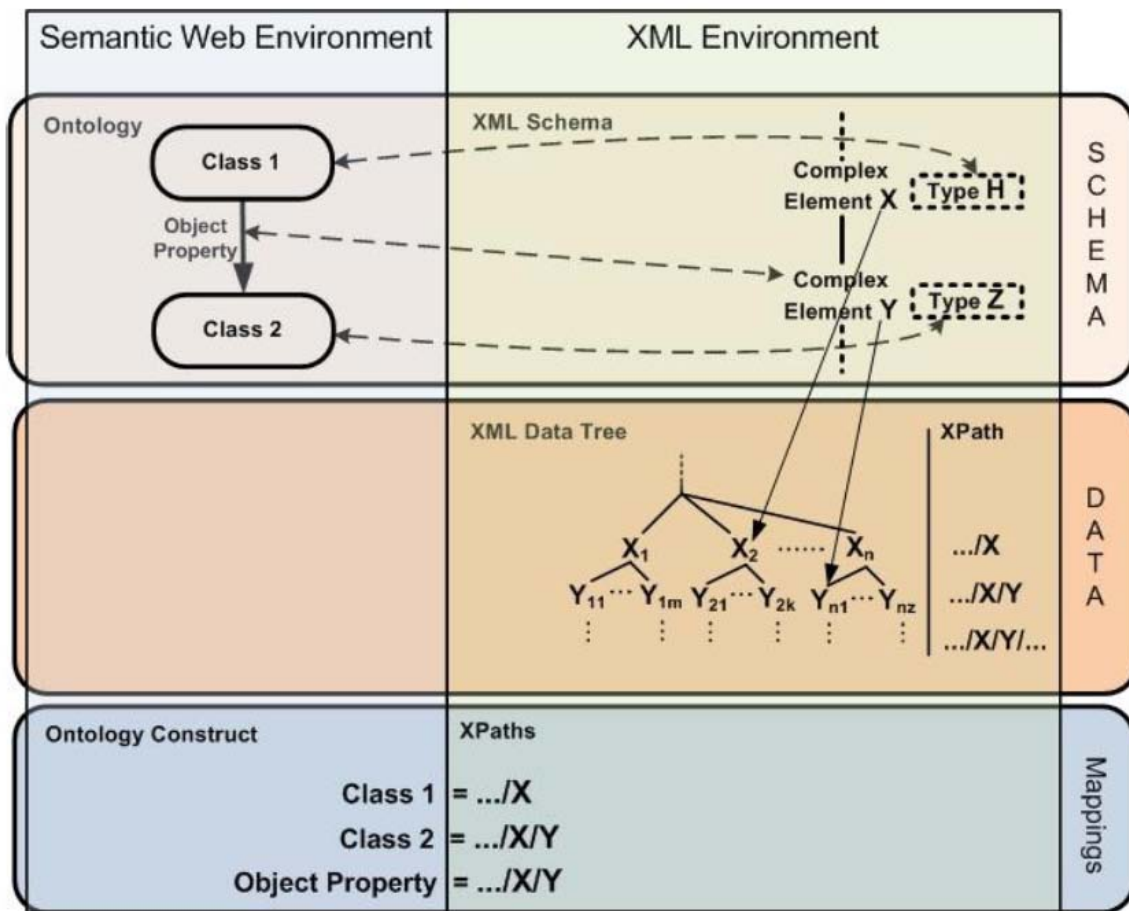 Semantic Web Environment
XML Environment
Ontology
Class 1
Object
Property
Class 2
XML Schema
Complex
Element X
Type H
Complex
Element Y
Type Z
SCHEMA
XML Data Tree
XPath
X1 X2 ...... Xn
.../X
Y11 ... Y1m Y21 ... Y2k Yn1 ... Ynz
.../X/Y
.../X/Y/...
DATA
Ontology Construct
XPaths
Class 1 = .../X
Class 2 = .../X/Y
Object Property = .../X/Y
Mappings